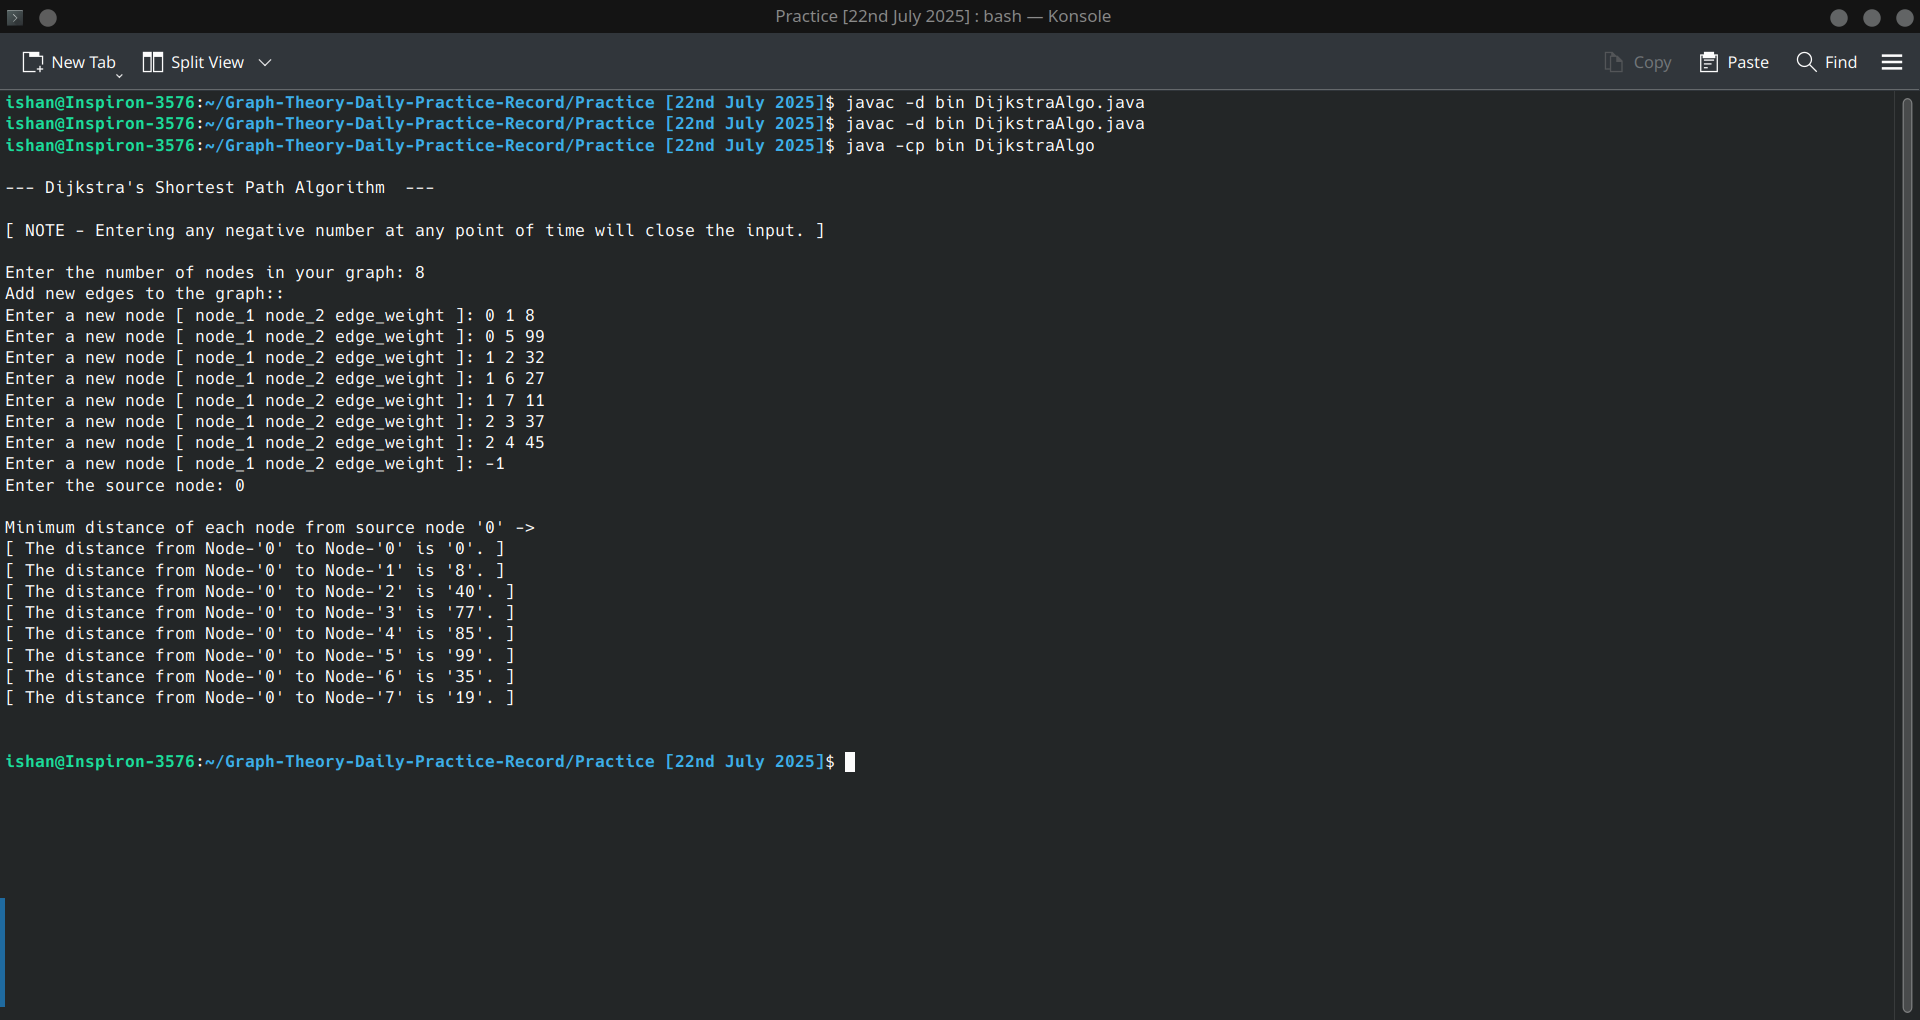 Practice [22nd July 2025] : bash — Konsole
New Tab Split View Copy Paste Find
ishan@Inspiron-3576:~/Graph-Theory-Daily-Practice-Record/Practice [22nd July 2025]$ javac -d bin DijkstraAlgo.java
ishan@Inspiron-3576:~/Graph-Theory-Daily-Practice-Record/Practice [22nd July 2025]$ javac -d bin DijkstraAlgo.java
ishan@Inspiron-3576:~/Graph-Theory-Daily-Practice-Record/Practice [22nd July 2025]$ java -cp bin DijkstraAlgo
--- Dijkstra's Shortest Path Algorithm  ---
[ NOTE - Entering any negative number at any point of time will close the input. ]
Enter the number of nodes in your graph: 8
Add new edges to the graph::
Enter a new node [ node_1 node_2 edge_weight ]: 0 1 8
Enter a new node [ node_1 node_2 edge_weight ]: 0 5 99
Enter a new node [ node_1 node_2 edge_weight ]: 1 2 32
Enter a new node [ node_1 node_2 edge_weight ]: 1 6 27
Enter a new node [ node_1 node_2 edge_weight ]: 1 7 11
Enter a new node [ node_1 node_2 edge_weight ]: 2 3 37
Enter a new node [ node_1 node_2 edge_weight ]: 2 4 45
Enter a new node [ node_1 node_2 edge_weight ]: -1
Enter the source node: 0
Minimum distance of each node from source node '0' ->
[ The distance from Node-'0' to Node-'0' is '0'. ]
[ The distance from Node-'0' to Node-'1' is '8'. ]
[ The distance from Node-'0' to Node-'2' is '40'. ]
[ The distance from Node-'0' to Node-'3' is '77'. ]
[ The distance from Node-'0' to Node-'4' is '85'. ]
[ The distance from Node-'0' to Node-'5' is '99'. ]
[ The distance from Node-'0' to Node-'6' is '35'. ]
[ The distance from Node-'0' to Node-'7' is '19'. ]
ishan@Inspiron-3576:~/Graph-Theory-Daily-Practice-Record/Practice [22nd July 2025]$